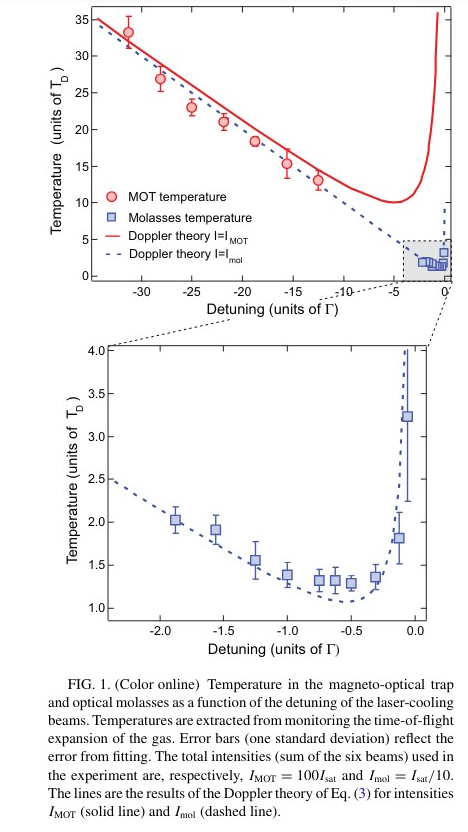 35
30
25
20
15
10
5
0
Temperature (units of T_D)
MOT temperature
Molasses temperature
Doppler theory I=I_MOT
Doppler theory I=I_mol
-30 -25 -20 -15 -10 -5 0
Detuning (units of Γ)
4.0
3.5
3.0
2.5
2.0
1.5
1.0
Temperature (units of T_D)
-2.0 -1.5 -1.0 -0.5 0.0
Detuning (units of Γ)
FIG. 1. (Color online) Temperature in the magneto-optical trap
and optical molasses as a function of the detuning of the laser-cooling
beams. Temperatures are extracted from monitoring the time-of-flight
expansion of the gas. Error bars (one standard deviation) reflect the
error from fitting. The total intensities (sum of the six beams) used in
the experiment are, respectively, I_MOT = 100I_sat and I_mol = I_sat/10.
The lines are the results of the Doppler theory of Eq. (3) for intensities
I_MOT (solid line) and I_mol (dashed line).